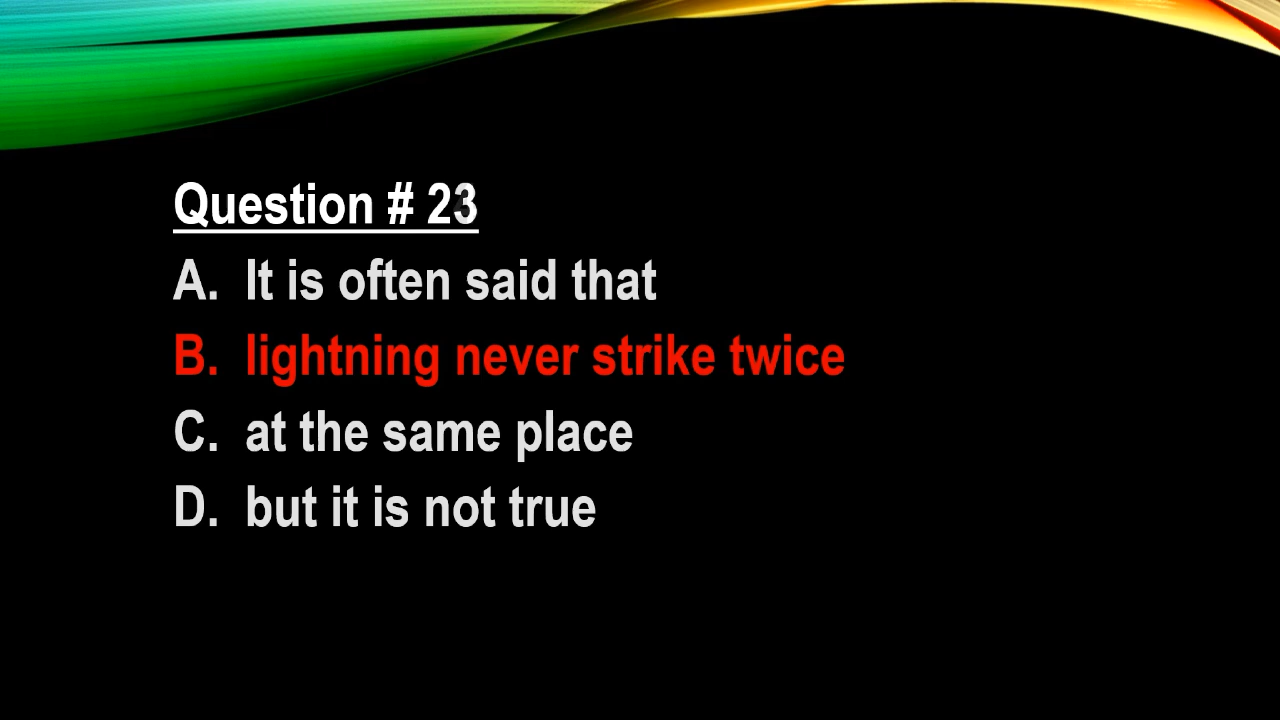 Question # 23
A. It is often said that
B. lightning never strike twice
C. at the same place
D. but it is not true